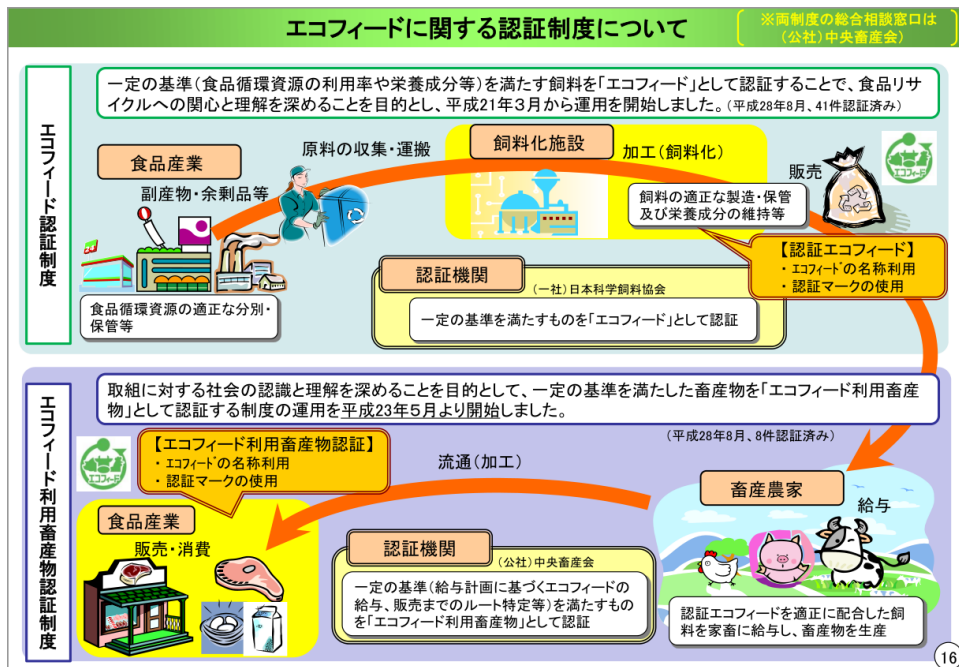 エコフィードに関する認証制度について
※両制度の総合相談窓口は
(公社)中央畜産会)
エコフィード認証制度
一定の基準(食品循環資源の利用率や栄養成分等)を満たす飼料を「エコフィード」として認証することで、食品リサ
イクルへの関心と理解を深めることを目的とし、平成21年3月から運用を開始しました。(平成28年8月、41件認証済み)
食品産業
副産物・余剰品等
原料の収集・運搬
飼料化施設
加工(飼料化)
販売
エコフィード
飼料の適正な製造・保管
及び栄養成分の維持等
【認証エコフィード】
・ｴｺﾌｨｰﾄﾞの名称利用
・認証マークの使用
食品循環資源の適正な分別・
保管等
認証機関
(一社)日本科学飼料協会
一定の基準を満たすものを「エコフィード」として認証
エコフィード利用畜産物認証制度
取組に対する社会の認識と理解を深めることを目的として、一定の基準を満たした畜産物を「エコフィード利用畜産
物」として認証する制度の運用を平成23年5月より開始しました。
(平成28年8月、8件認証済み)
エコフィード
【エコフィード利用畜産物認証】
・ｴｺﾌｨｰﾄﾞの名称利用
・認証マークの使用
流通(加工)
畜産農家
給与
食品産業
販売・消費
認証機関
(公社)中央畜産会
一定の基準(給与計画に基づくエコフィードの
給与、販売までのルート特定等)を満たすもの
を「エコフィード利用畜産物」として認証
認証エコフィードを適正に配合した飼
料を家畜に給与し、畜産物を生産
16